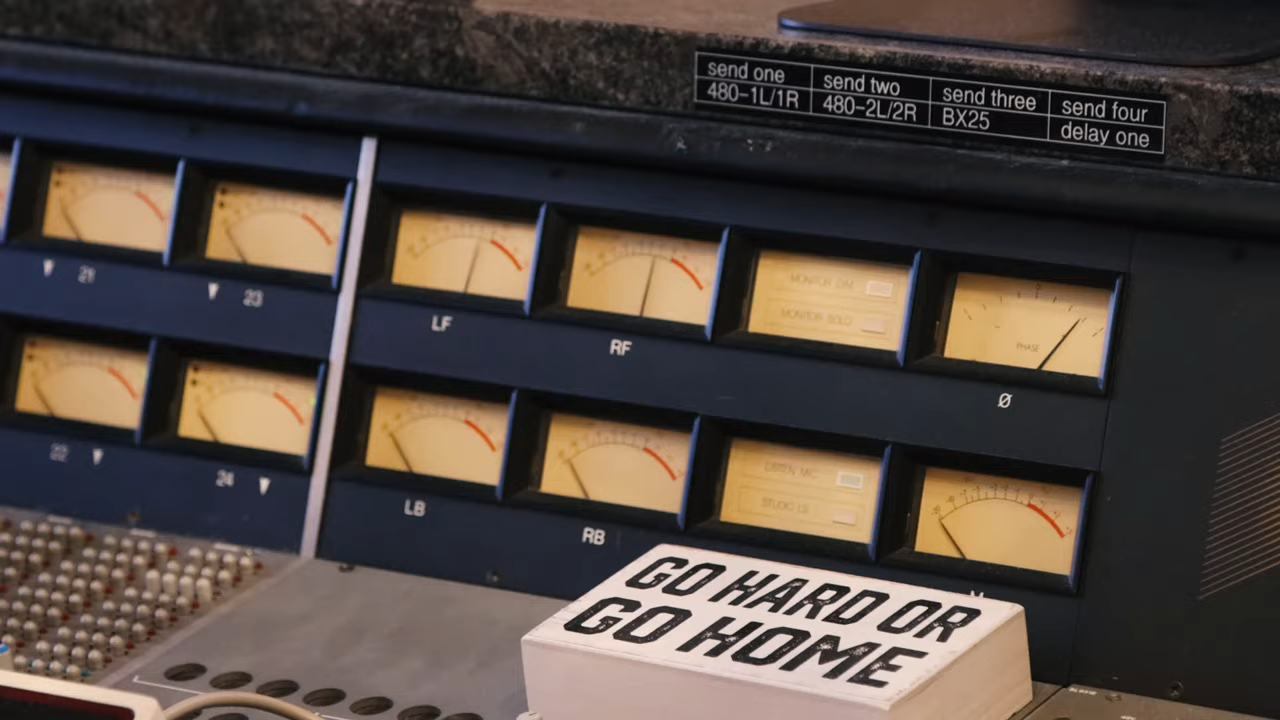 send one
480-1L/1R
send two
480-2L/2R
send three
BX25
send four
delay one
21
23
LF
RF
MONITOR DIM
MONITOR SOLO
PHASE
Ø
22
24
LB
RB
LISTEN MIC
STUDIO LS
GO HARD OR
GO HOME